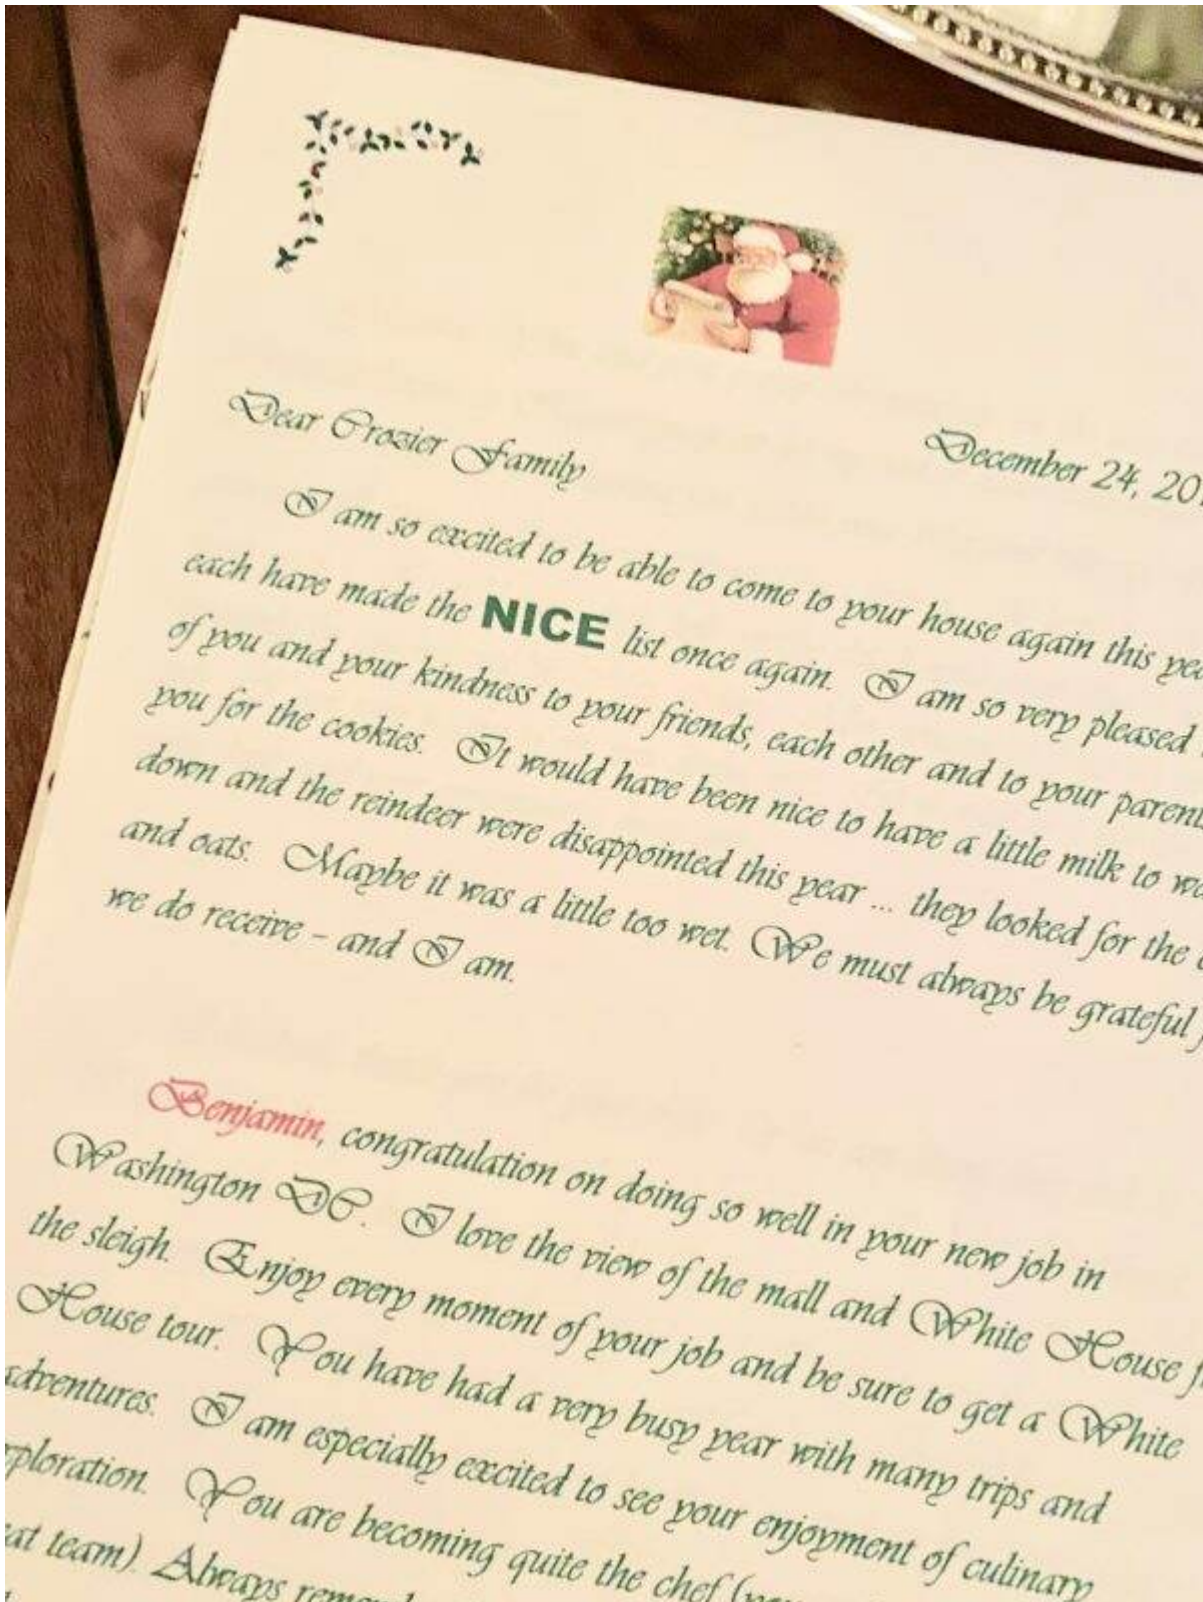 Dear Crozier Family
December 24,
I am so excited to be able to come to your house again this
each have made the NICE list once again. I am so very pleased
of you and your kindness to your friends, each other and to your
you for the cookies. It would have been nice to have a little milk to
down and the reindeer were disappointed this year ... they looked for the
and oats. Maybe it was a little too wet. We must always be grateful
we do receive – and I am.
Benjamin, congratulation on doing so well in your new job in
Washington DC. I love the view of the mall and White House
the sleigh. Enjoy every moment of your job and be sure to get a White
House tour. You have had a very busy year with many trips and
adventures. I am especially excited to see your enjoyment of culinary
You are becoming quite the chef
team). Always